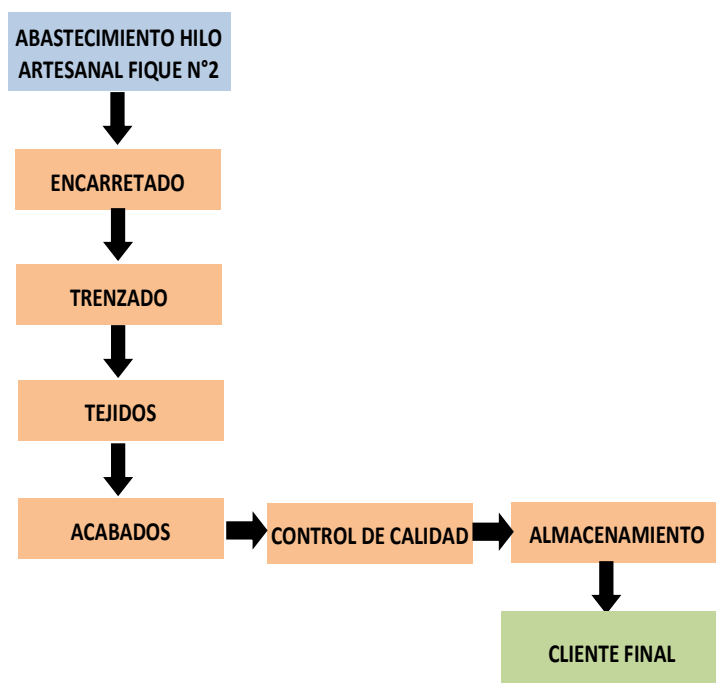 ABASTECIMIENTO HILO
ARTESANAL FIQUE N°2
ENCARRETADO
TRENZADO
TEJIDOS
ACABADOS
CONTROL DE CALIDAD
ALMACENAMIENTO
CLIENTE FINAL